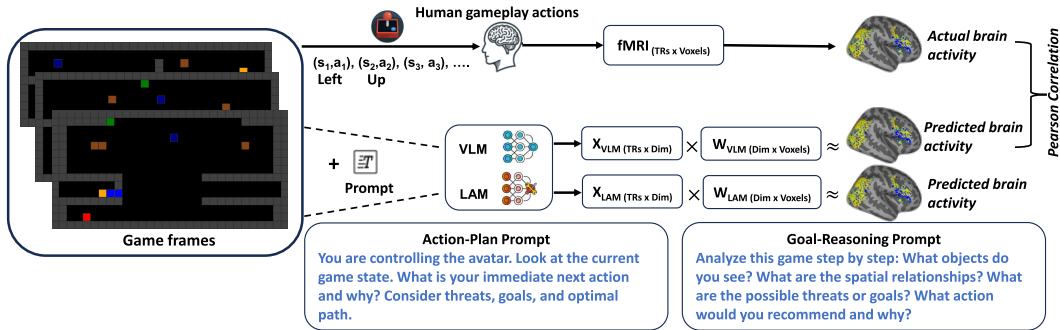 Human gameplay actions
(s1,a1), (s2,a2), (s3, a3), ....
Left Up
fMRI (TRs x Voxels)
Actual brain
activity
Pearson Correlation
Game frames
+
T
Prompt
VLM
XVLM (TRs x Dim) × WVLM (Dim x Voxels) ≈
Predicted brain
activity
LAM
XLAM (TRs x Dim) × WLAM (Dim x Voxels) ≈
Predicted brain
activity
Action-Plan Prompt
You are controlling the avatar. Look at the current
game state. What is your immediate next action
and why? Consider threats, goals, and optimal
path.
Goal-Reasoning Prompt
Analyze this game step by step: What objects do
you see? What are the spatial relationships? What
are the possible threats or goals? What action
would you recommend and why?